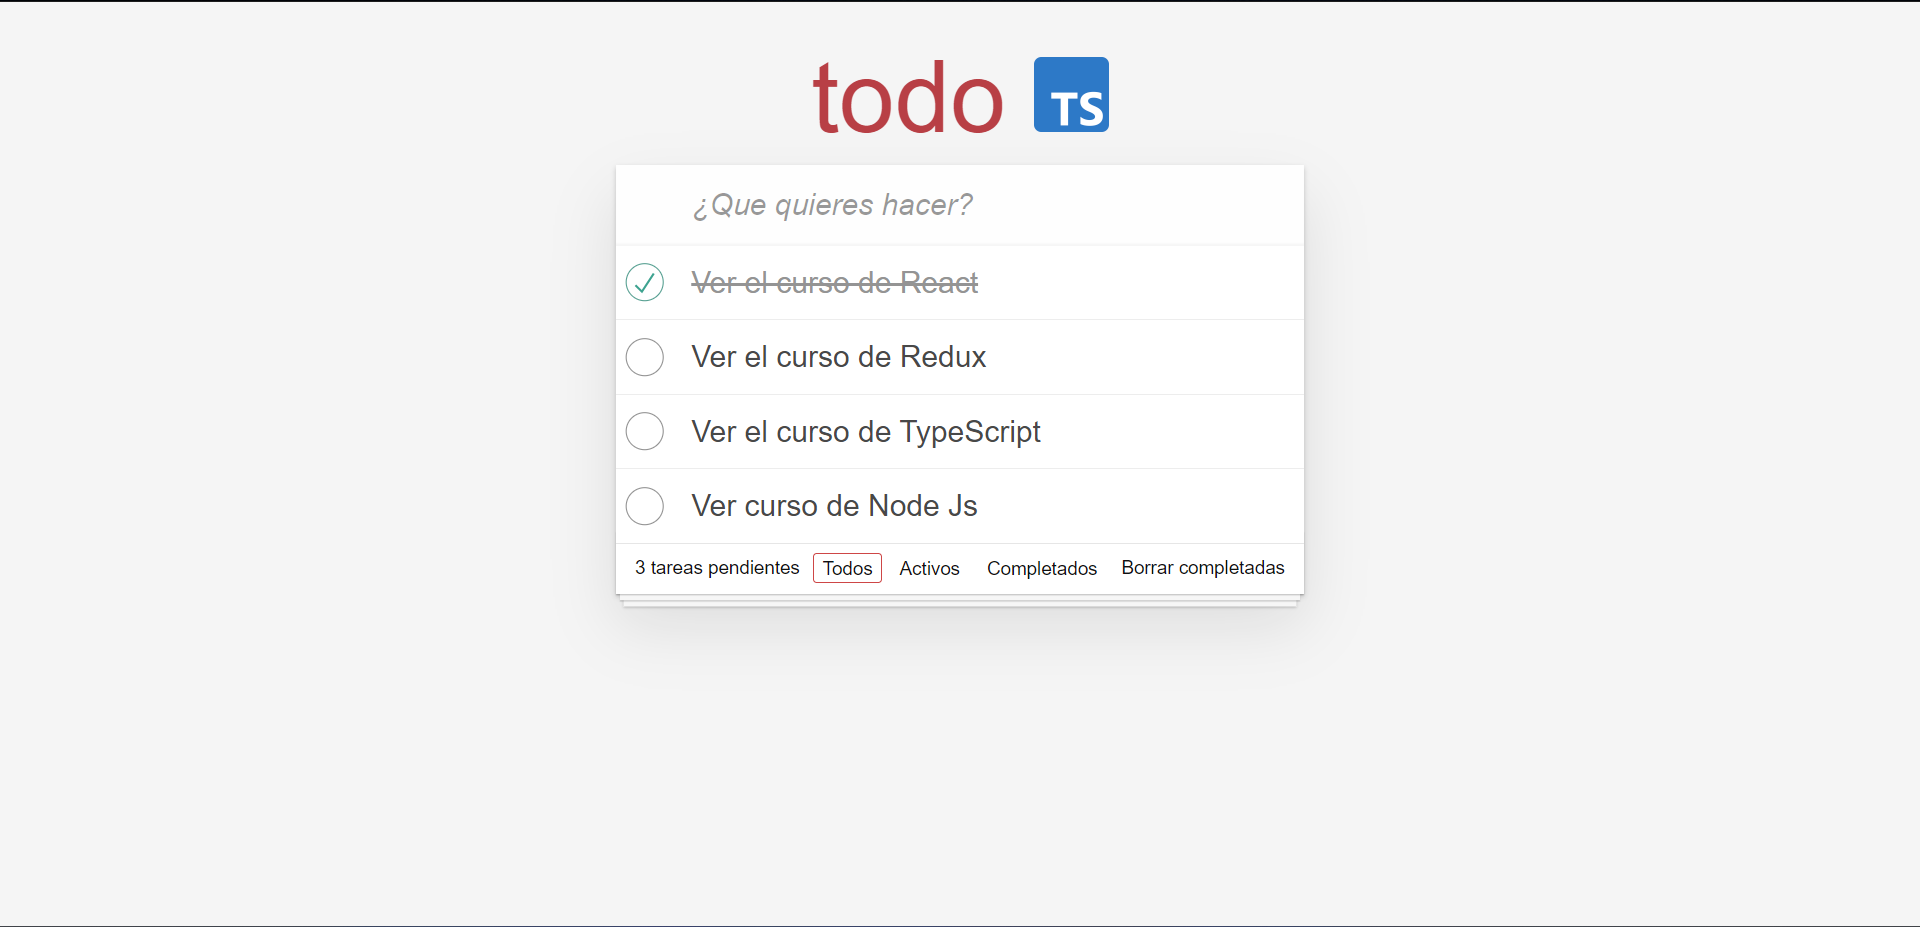 todo TS
¿Que quieres hacer?
Ver el curso de React
Ver el curso de Redux
Ver el curso de TypeScript
Ver curso de Node Js
3 tareas pendientes Todos Activos Completados Borrar completadas